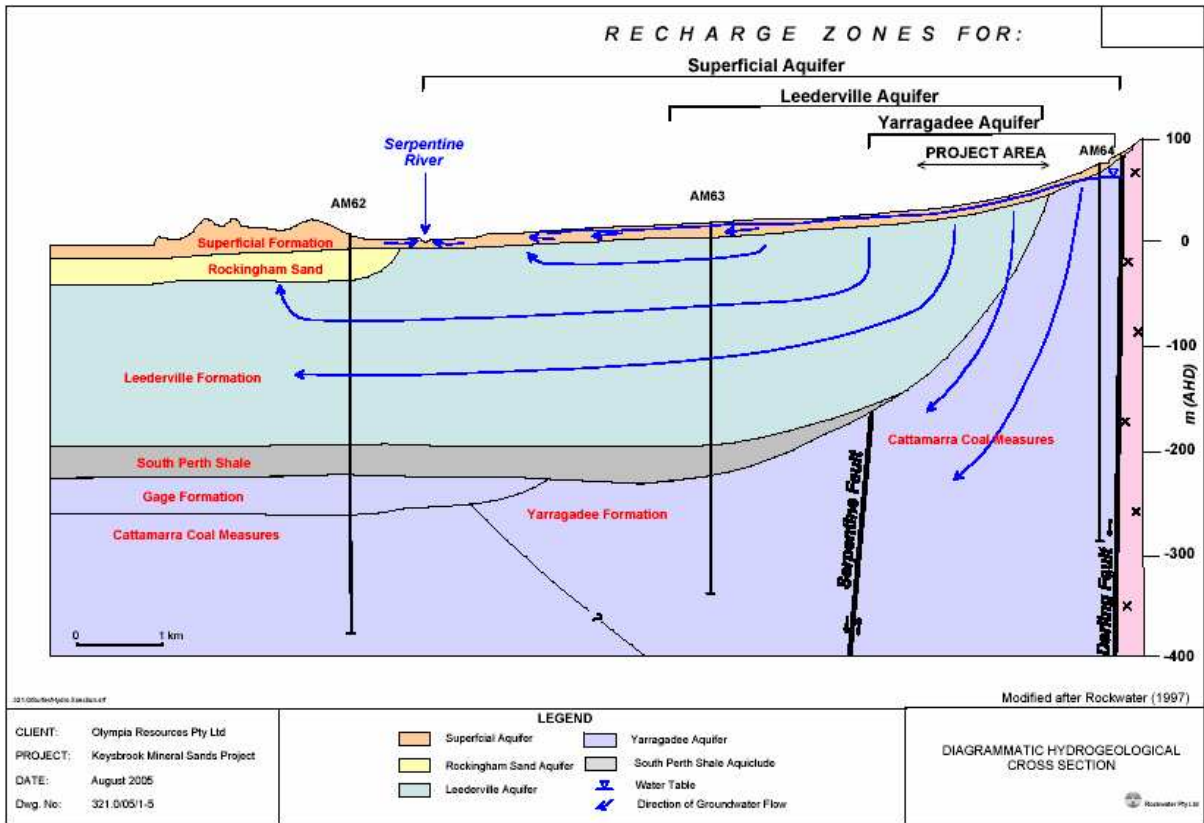 RECHARGE ZONES FOR:
Superficial Aquifer
Leederville Aquifer
Yarragadee Aquifer
PROJECT AREA
Serpentine
River
AM62
AM63
AM64
100
0
-100
-200
-300
-400
m (AHD)
Superficial Formation
Rockingham Sand
Leederville Formation
South Perth Shale
Gage Formation
Cattamarra Coal Measures
Yarragadee Formation
Cattamarra Coal Measures
Serpentine Fault
Darling Fault
?
0 1 km
Modified after Rockwater (1997)
CLIENT: Olympia Resources Pty Ltd
PROJECT: Keysbrook Mineral Sands Project
DATE: August 2005
Dwg. No: 321.0/05/1-5
LEGEND
Superfcial Aquifer
Rockingham Sand Aquifer
Leederville Aquifer
Yarragadee Aquifer
South Perth Shale Aquiclude
Water Table
Direction of Groundwater Flow
DIAGRAMMATIC HYDROGEOLOGICAL
CROSS SECTION
Rockwater Pty Ltd